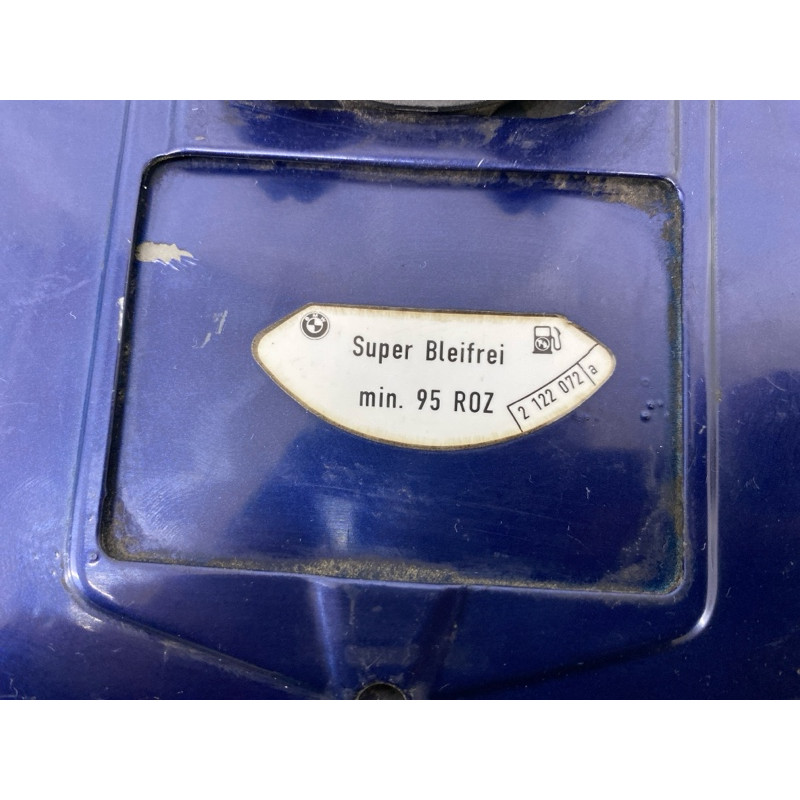 Super Bleifrei
min. 95 ROZ
2 122 072 a